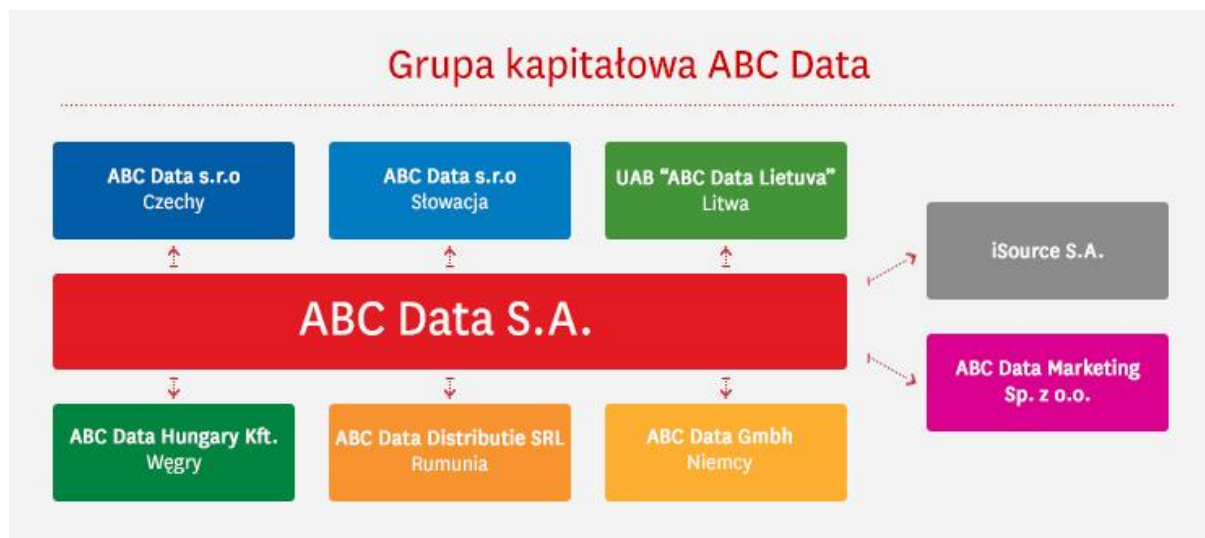 Grupa kapitałowa ABC Data
ABC Data s.r.o
Czechy
ABC Data s.r.o
Słowacja
UAB “ABC Data Lietuva”
Litwa
iSource S.A.
ABC Data S.A.
ABC Data Marketing
Sp. z o.o.
ABC Data Hungary Kft.
Węgry
ABC Data Distributie SRL
Rumunia
ABC Data Gmbh
Niemcy